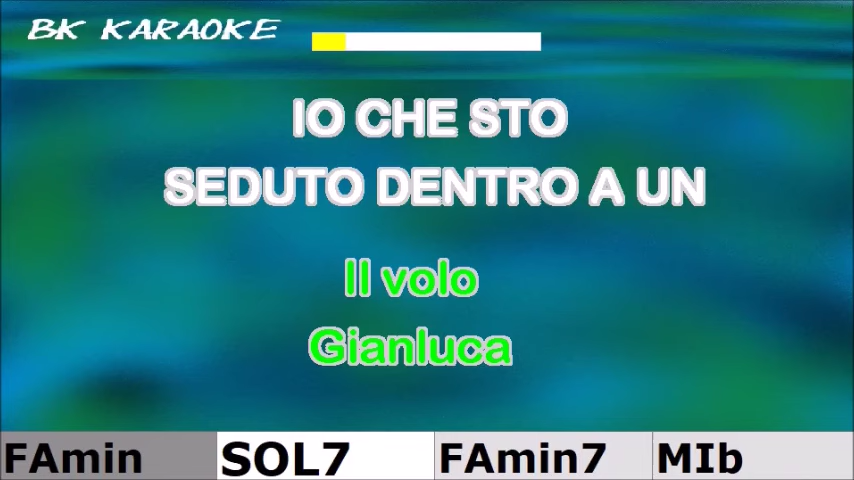 BK KARAOKE
IO CHE STO
SEDUTO DENTRO A UN
Il volo
Gianluca
FAmin SOL7 FAmin7 MIb